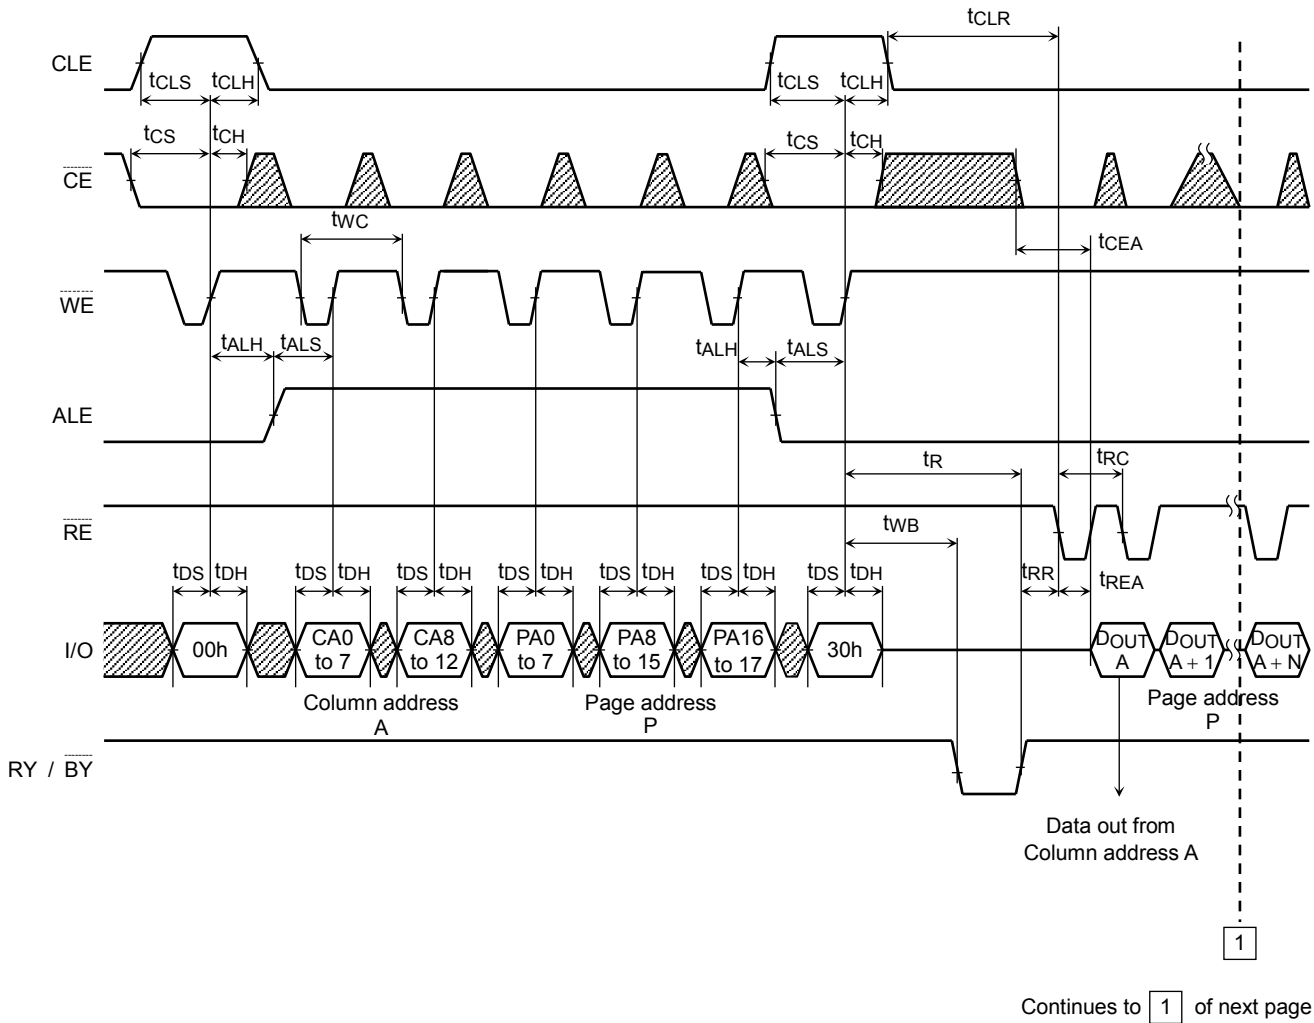 tCLR
CLE
tCLS tCLH tCLS tCLH
tCS tCH tCS tCH
CE
tWC
tCEA
WE
tALH tALS tALH tALS
ALE
tR tRC
RE
tWB
tDS tDH tDS tDH tDS tDH tDS tDH tDS tDH tDS tDH tDS tDH tRR tREA
I/O
00h
CA0 to 7
CA8 to 12
PA0 to 7
PA8 to 15
PA16 to 17
30h
DOUT A
DOUT A + 1
DOUT A + N
Column address
A
Page address
P
Page address
P
RY / BY
Data out from
Column address A
1
Continues to 1 of next page